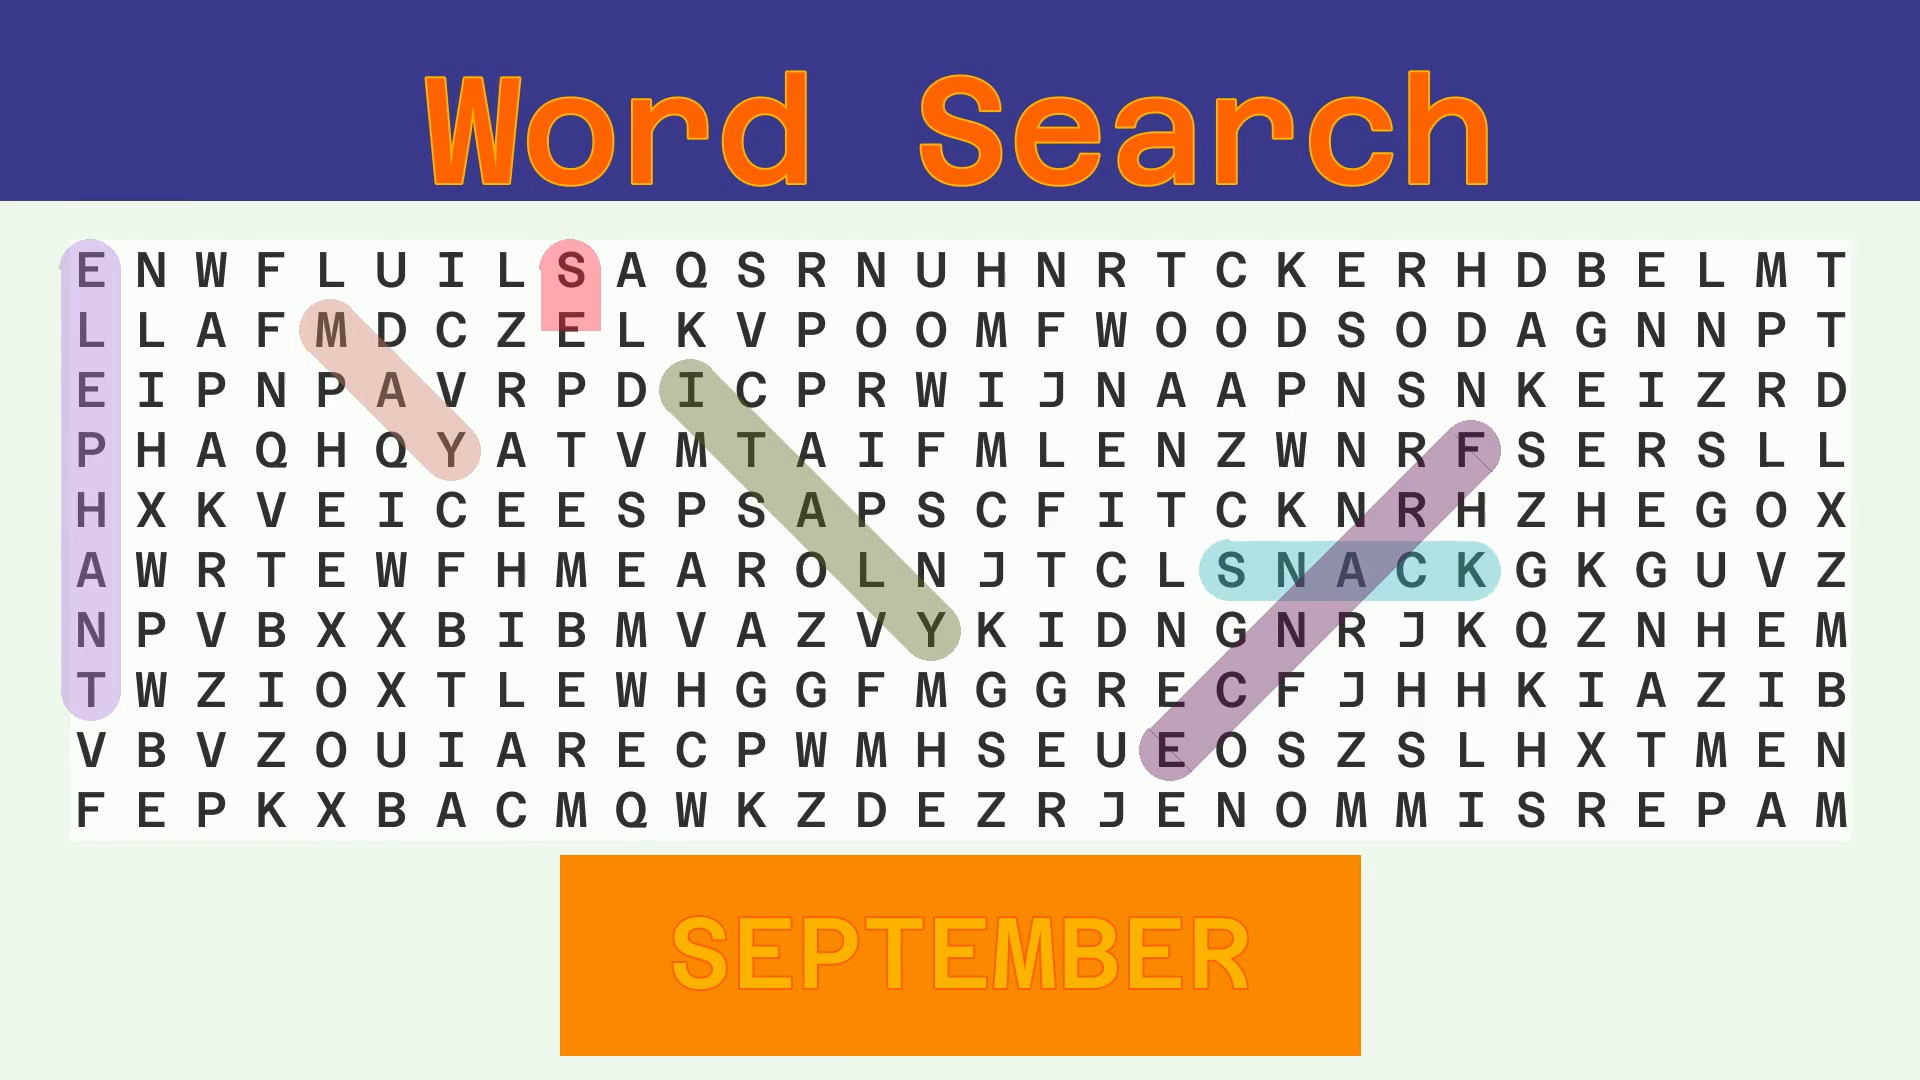 Word Search
E N W F L U I L S A Q S R N U H N R T C K E R H D B E L M T
L L A F M D C Z E L K V P O O M F W O O D S O D A G N N P T
E I P N P A V R P D I C P R W I J N A A P N S N K E I Z R D
P H A Q H Q Y A T V M T A I F M L E N Z W N R F S E R S L L
H X K V E I C E E S P S A P S C F I T C K N R H Z H E G O X
A W R T E W F H M E A R O L N J T C L S N A C K G K G U V Z
N P V B X X B I B M V A Z V Y K I D N G N R J K Q Z N H E M
T W Z I O X T L E W H G G F M G G R E C F J H H K I A Z I B
V B V Z O U I A R E C P W M H S E U E O S Z S L H X T M E N
F E P K X B A C M Q W K Z D E Z R J E N O M M I S R E P A M
SEPTEMBER